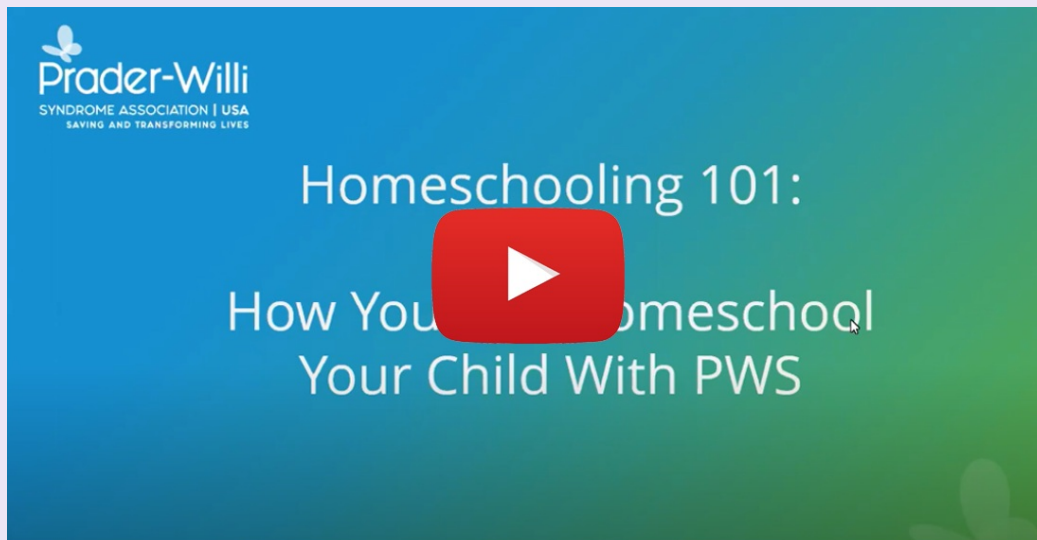 Prader-Willi
SYNDROME ASSOCIATION | USA
SAVING AND TRANSFORMING LIVES
Homeschooling 101:
How You omeschool
Your Child With PWS